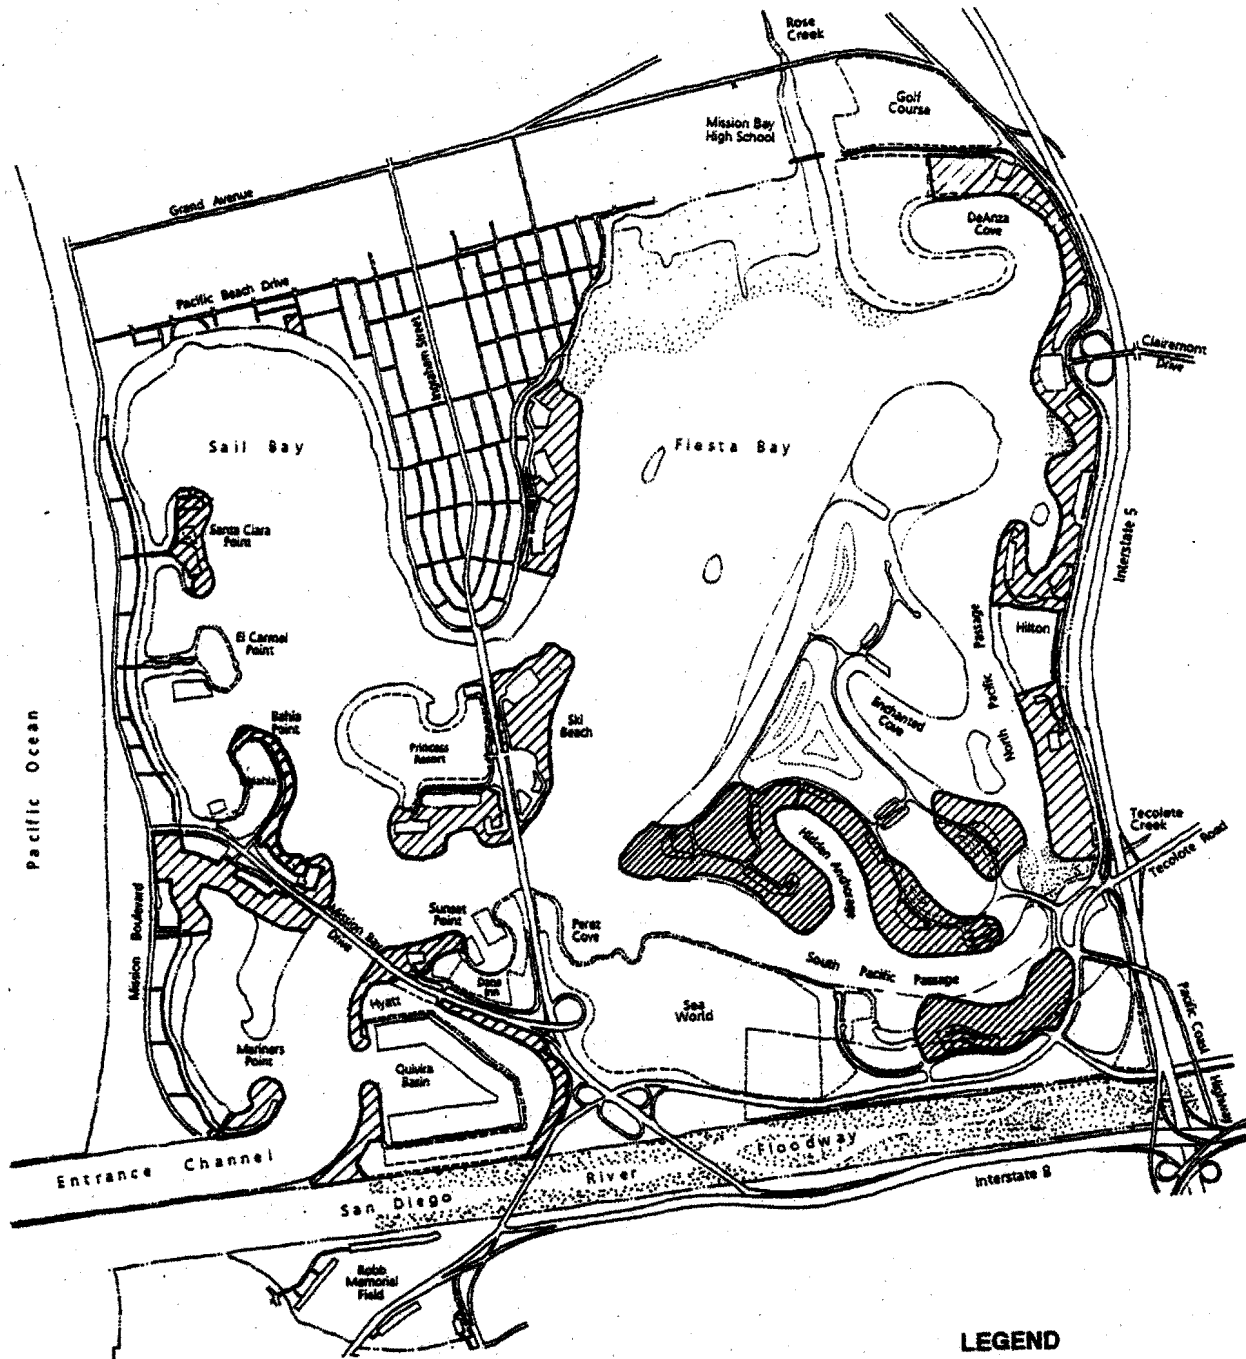 Rose
Creek
Golf
Course
Mission Bay
High School
Grand Avenue
DeAnza
Cove
Pacific Beach Drive
Ingraham Street
Clairemont
Drive
Sail Bay
Fiesta Bay
Santa Clara
Point
Interstate 5
El Carmel
Point
Hilton
North Pacific Passage
Pacific Ocean
Bahia
Point
Bahia
Princess
Resort
Ski
Beach
Enchanted
Cove
Tecolete
Creek
Tecolote Road
Hidden Anchorage
Mission Boulevard
Mission Bay
Drive
Sunset
Point
Perez
Cove
Dana
Inn
South Pacific Passage
Hyatt
Sea
World
Pacific Coast Highway
Mariners
Point
Quivira
Basin
Entrance Channel
San Diego River Floodway
Interstate 8
Robb
Memorial
Field
LEGEND